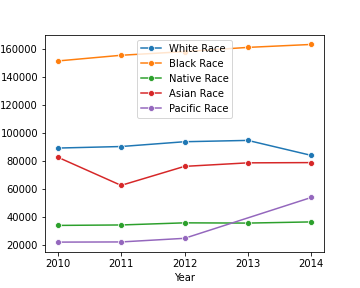 160000
140000
120000
100000
80000
60000
40000
20000
White Race
Black Race
Native Race
Asian Race
Pacific Race
2010 2011 2012 2013 2014
Year